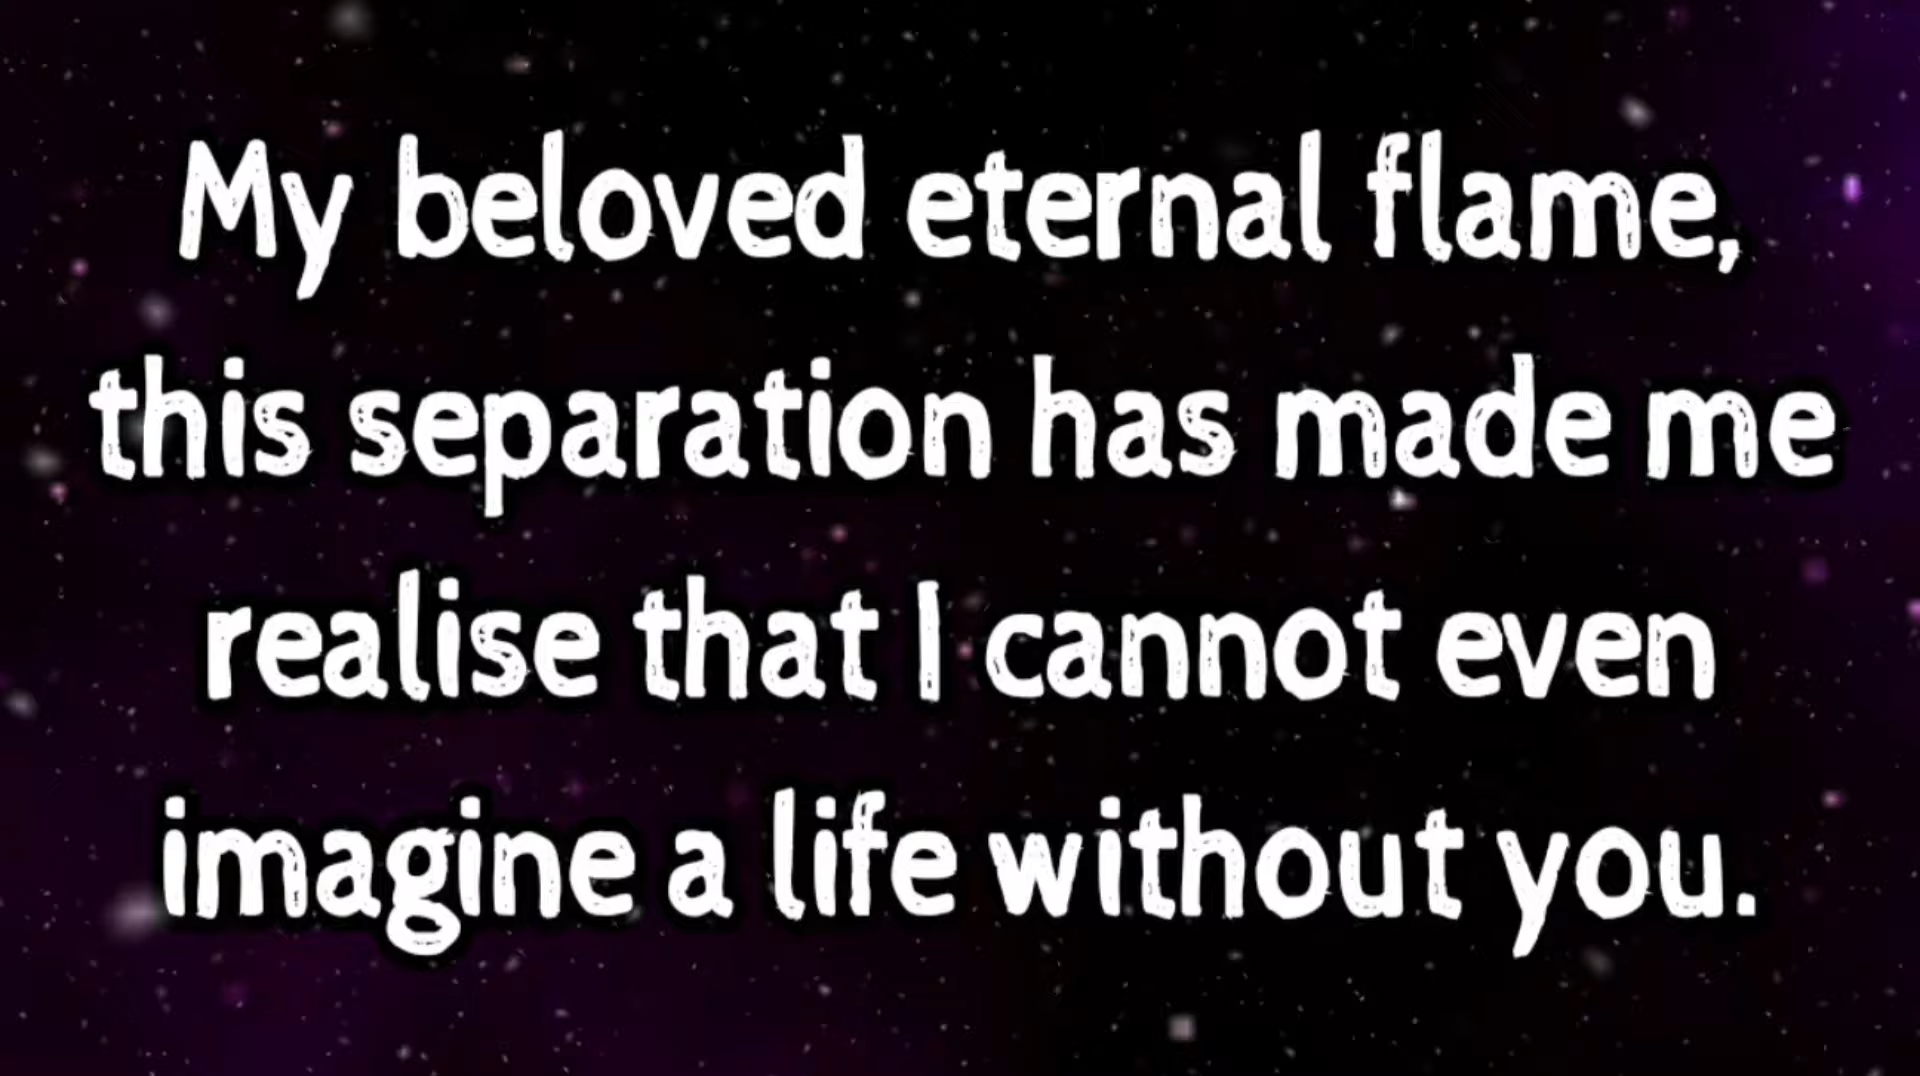 My beloved eternal flame,
this separation has made me
realise that I cannot even
imagine a life without you.